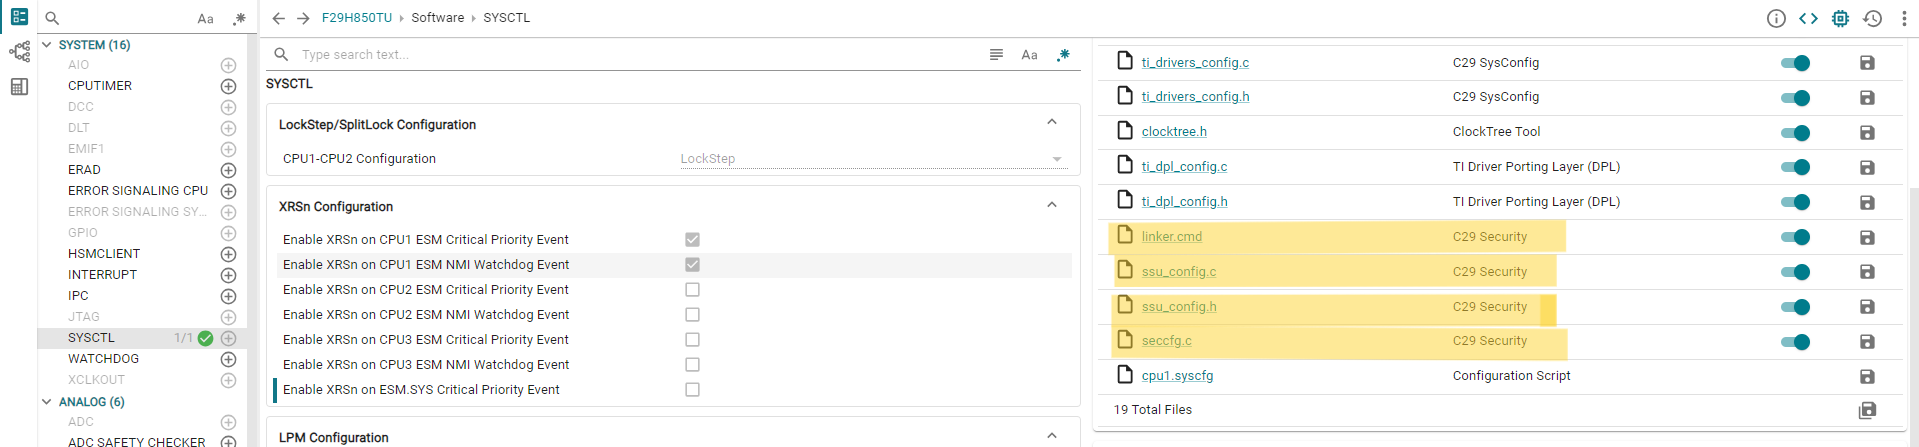 Aa .*
SYSTEM (16)
AIO
CPUTIMER
DCC
DLT
EMIF1
ERAD
ERROR SIGNALING CPU
ERROR SIGNALING SY...
GPIO
HSMCLIENT
INTERRUPT
IPC
JTAG
SYSCTL 1/1
WATCHDOG
XCLKOUT
ANALOG (6)
ADC
ADC SAFETY CHECKER
F29H850TU Software SYSCTL
Type search text... Aa .*
SYSCTL
LockStep/SplitLock Configuration
CPU1-CPU2 Configuration LockStep
XRSn Configuration
Enable XRSn on CPU1 ESM Critical Priority Event
Enable XRSn on CPU1 ESM NMI Watchdog Event
Enable XRSn on CPU2 ESM Critical Priority Event
Enable XRSn on CPU2 ESM NMI Watchdog Event
Enable XRSn on CPU3 ESM Critical Priority Event
Enable XRSn on CPU3 ESM NMI Watchdog Event
Enable XRSn on ESM.SYS Critical Priority Event
LPM Configuration
ti_drivers_config.c C29 SysConfig
ti_drivers_config.h C29 SysConfig
clocktree.h ClockTree Tool
ti_dpl_config.c TI Driver Porting Layer (DPL)
ti_dpl_config.h TI Driver Porting Layer (DPL)
linker.cmd C29 Security
ssu_config.c C29 Security
ssu_config.h C29 Security
seccfg.c C29 Security
cpu1.syscfg Configuration Script
19 Total Files